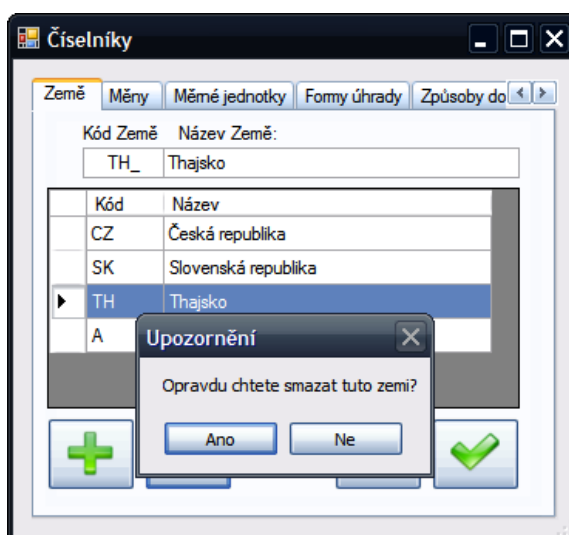 Číselníky
Země Měny Měrné jednotky Formy úhrady Způsoby do
Kód Země Název Země:
TH_ Thajsko
Kód Název
CZ Česká republika
SK Slovenská republika
TH Thajsko
A
Upozornění
Opravdu chtete smazat tuto zemi?
Ano Ne